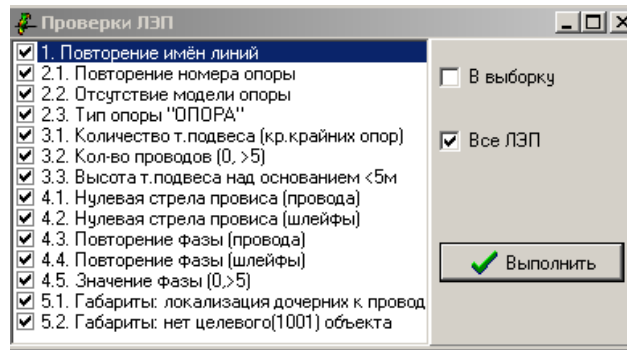 Проверки ЛЭП
1. Повторение имён линий
2.1. Повторение номера опоры
2.2. Отсутствие модели опоры
2.3. Тип опоры "ОПОРА"
3.1. Количество т.подвеса (кр.крайних опор)
3.2. Кол-во проводов (0, >5)
3.3. Высота т.подвеса над основанием <5м
4.1. Нулевая стрела провиса (провода)
4.2. Нулевая стрела провиса (шлейфы)
4.3. Повторение фазы (провода)
4.4. Повторение фазы (шлейфы)
4.5. Значение фазы (0,>5)
5.1. Габариты: локализация дочерних к провод
5.2. Габариты: нет целевого(1001) объекта
В выборку
Все ЛЭП
Выполнить